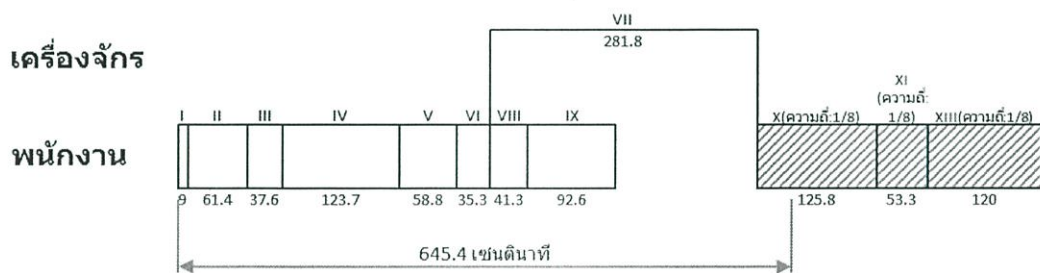 VII
281.8
เครื่องจักร
XI
(ความถี่:
1/8)
I II III IV V VI VIII IX X(ความถี่:1/8) XIII(ความถี่:1/8)
พนักงาน
9 61.4 37.6 123.7 58.8 35.3 41.3 92.6 125.8 53.3 120
645.4 เซนตินาที